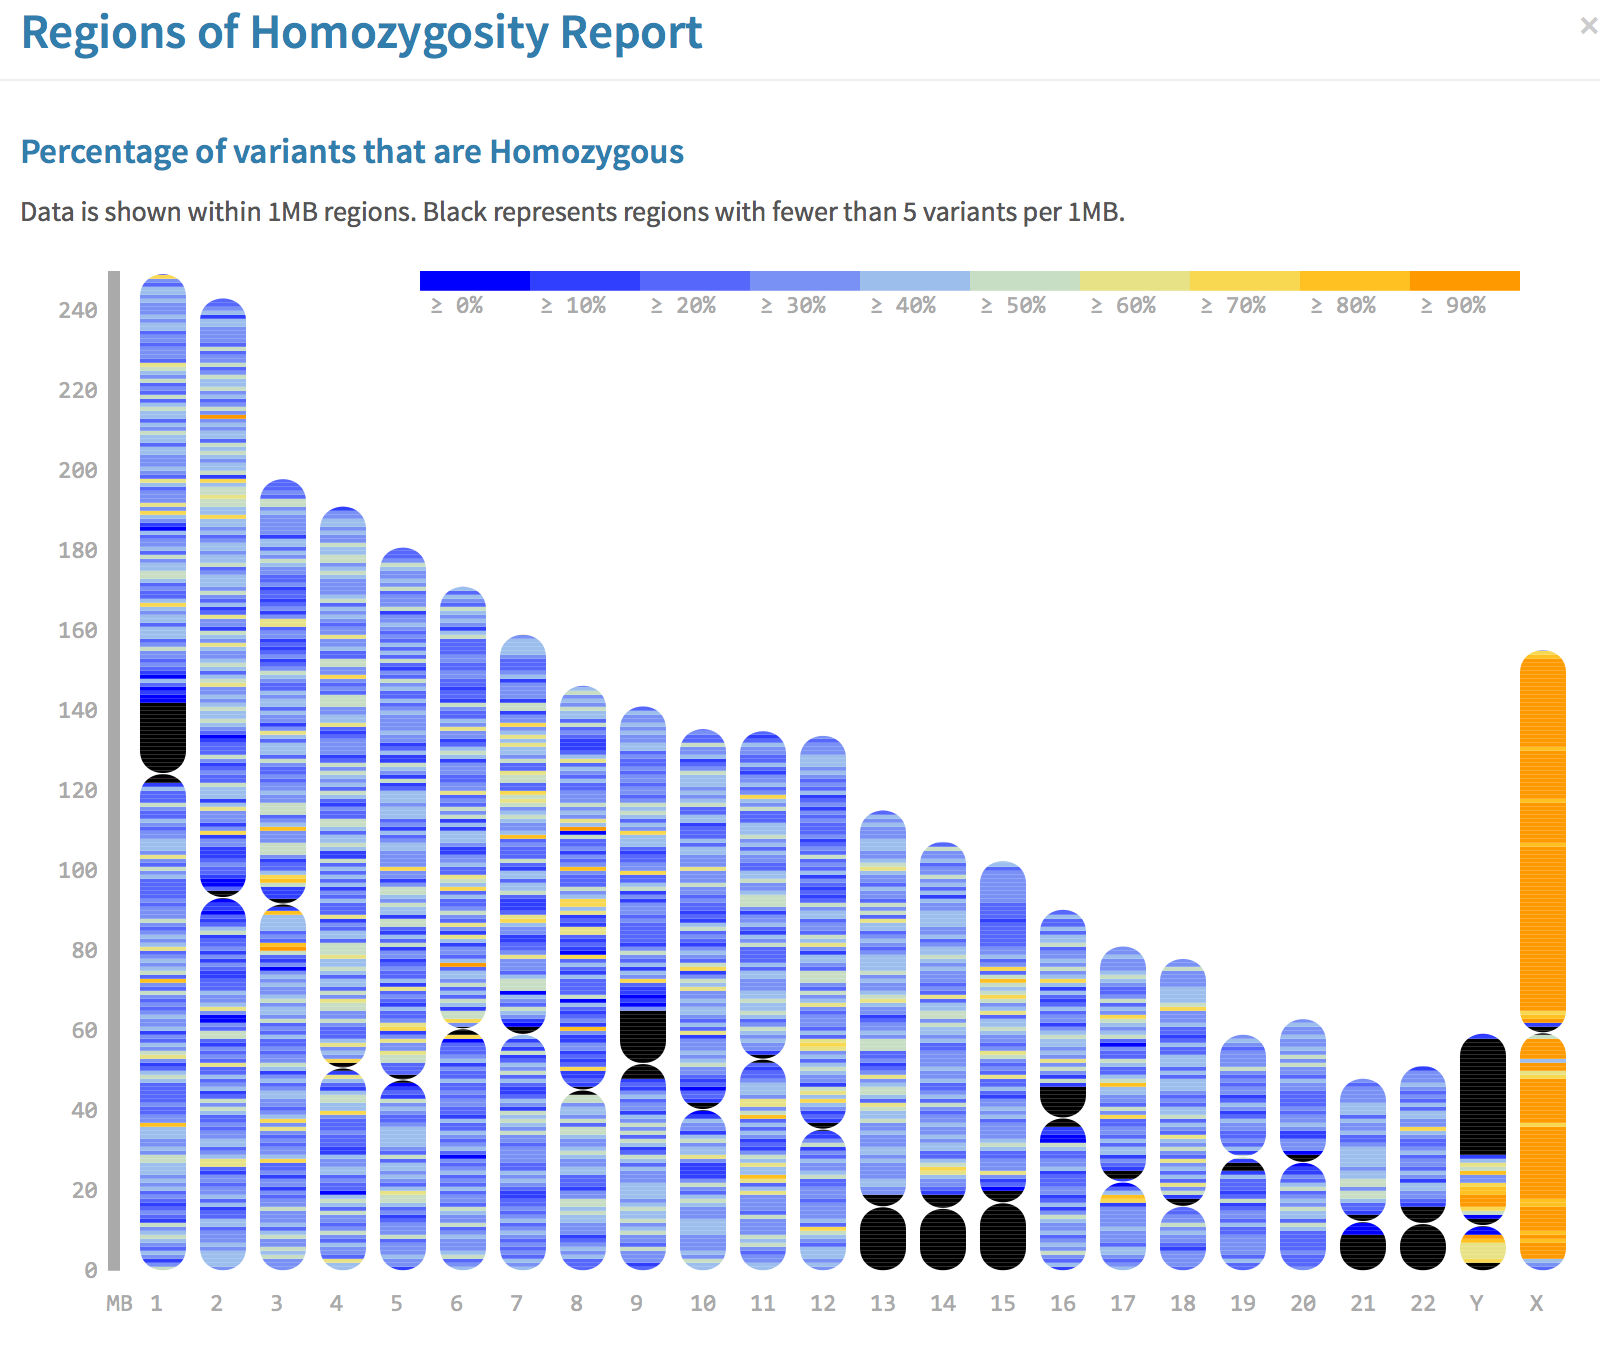 Regions of Homozygosity Report
×
Percentage of variants that are Homozygous
Data is shown within 1MB regions. Black represents regions with fewer than 5 variants per 1MB.
≥ 0% ≥ 10% ≥ 20% ≥ 30% ≥ 40% ≥ 50% ≥ 60% ≥ 70% ≥ 80% ≥ 90%
240
220
200
180
160
140
120
100
80
60
40
20
0
MB 1 2 3 4 5 6 7 8 9 10 11 12 13 14 15 16 17 18 19 20 21 22 Y X